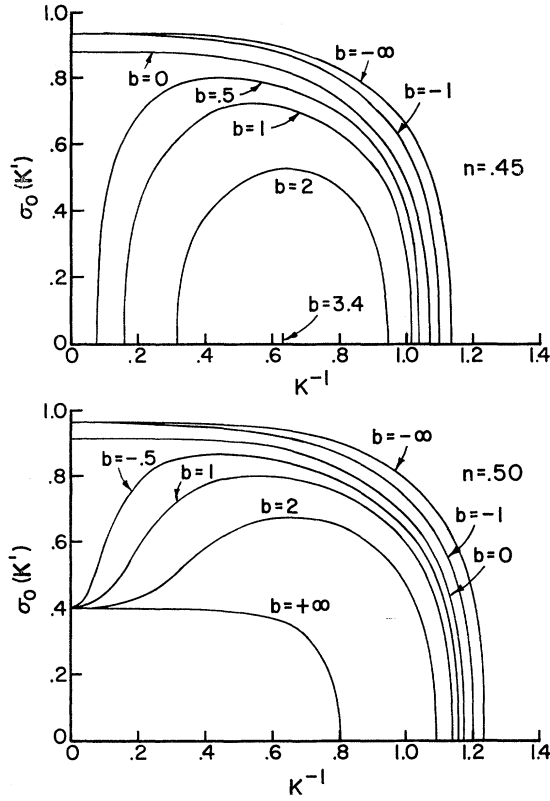 1.0
.8
.6
.4
.2
0
σ₀ (K')
b=0
b=.5
b=1
b=2
b=3.4
b=-∞
b=-1
n=.45
0 .2 .4 .6 .8 1.0 1.2 1.4
K⁻¹
1.0
.8
.6
.4
.2
0
σ₀ (K')
b=-.5
b=1
b=2
b=+∞
b=-∞
n=.50
b=-1
b=0
0 .2 .4 .6 .8 1.0 1.2 1.4
K⁻¹